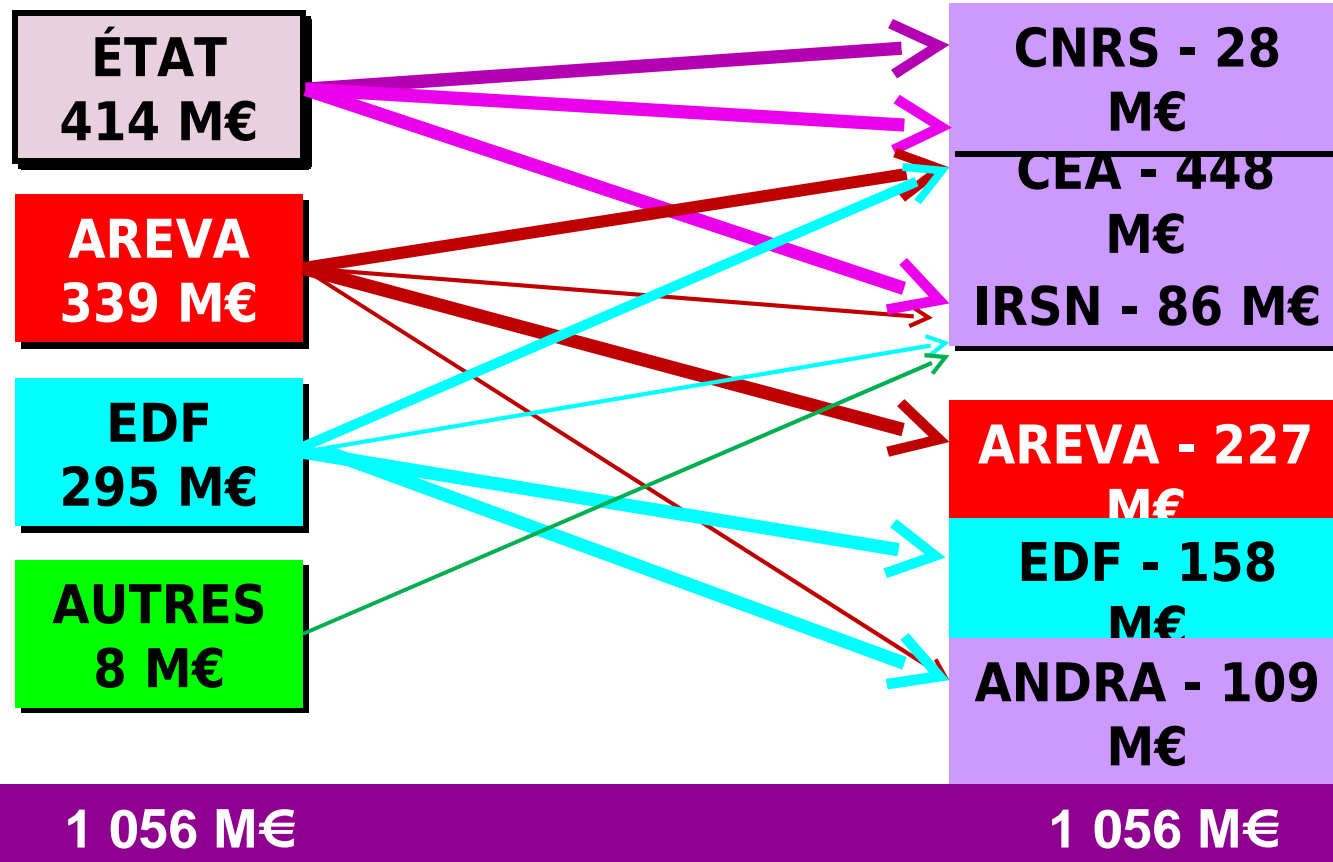 ÉTAT
414 M€
AREVA
339 M€
EDF
295 M€
AUTRES
8 M€
CNRS - 28
M€
CEA - 448
M€
IRSN - 86 M€
AREVA - 227
M€
EDF - 158
M€
ANDRA - 109
M€
1 056 M€
1 056 M€